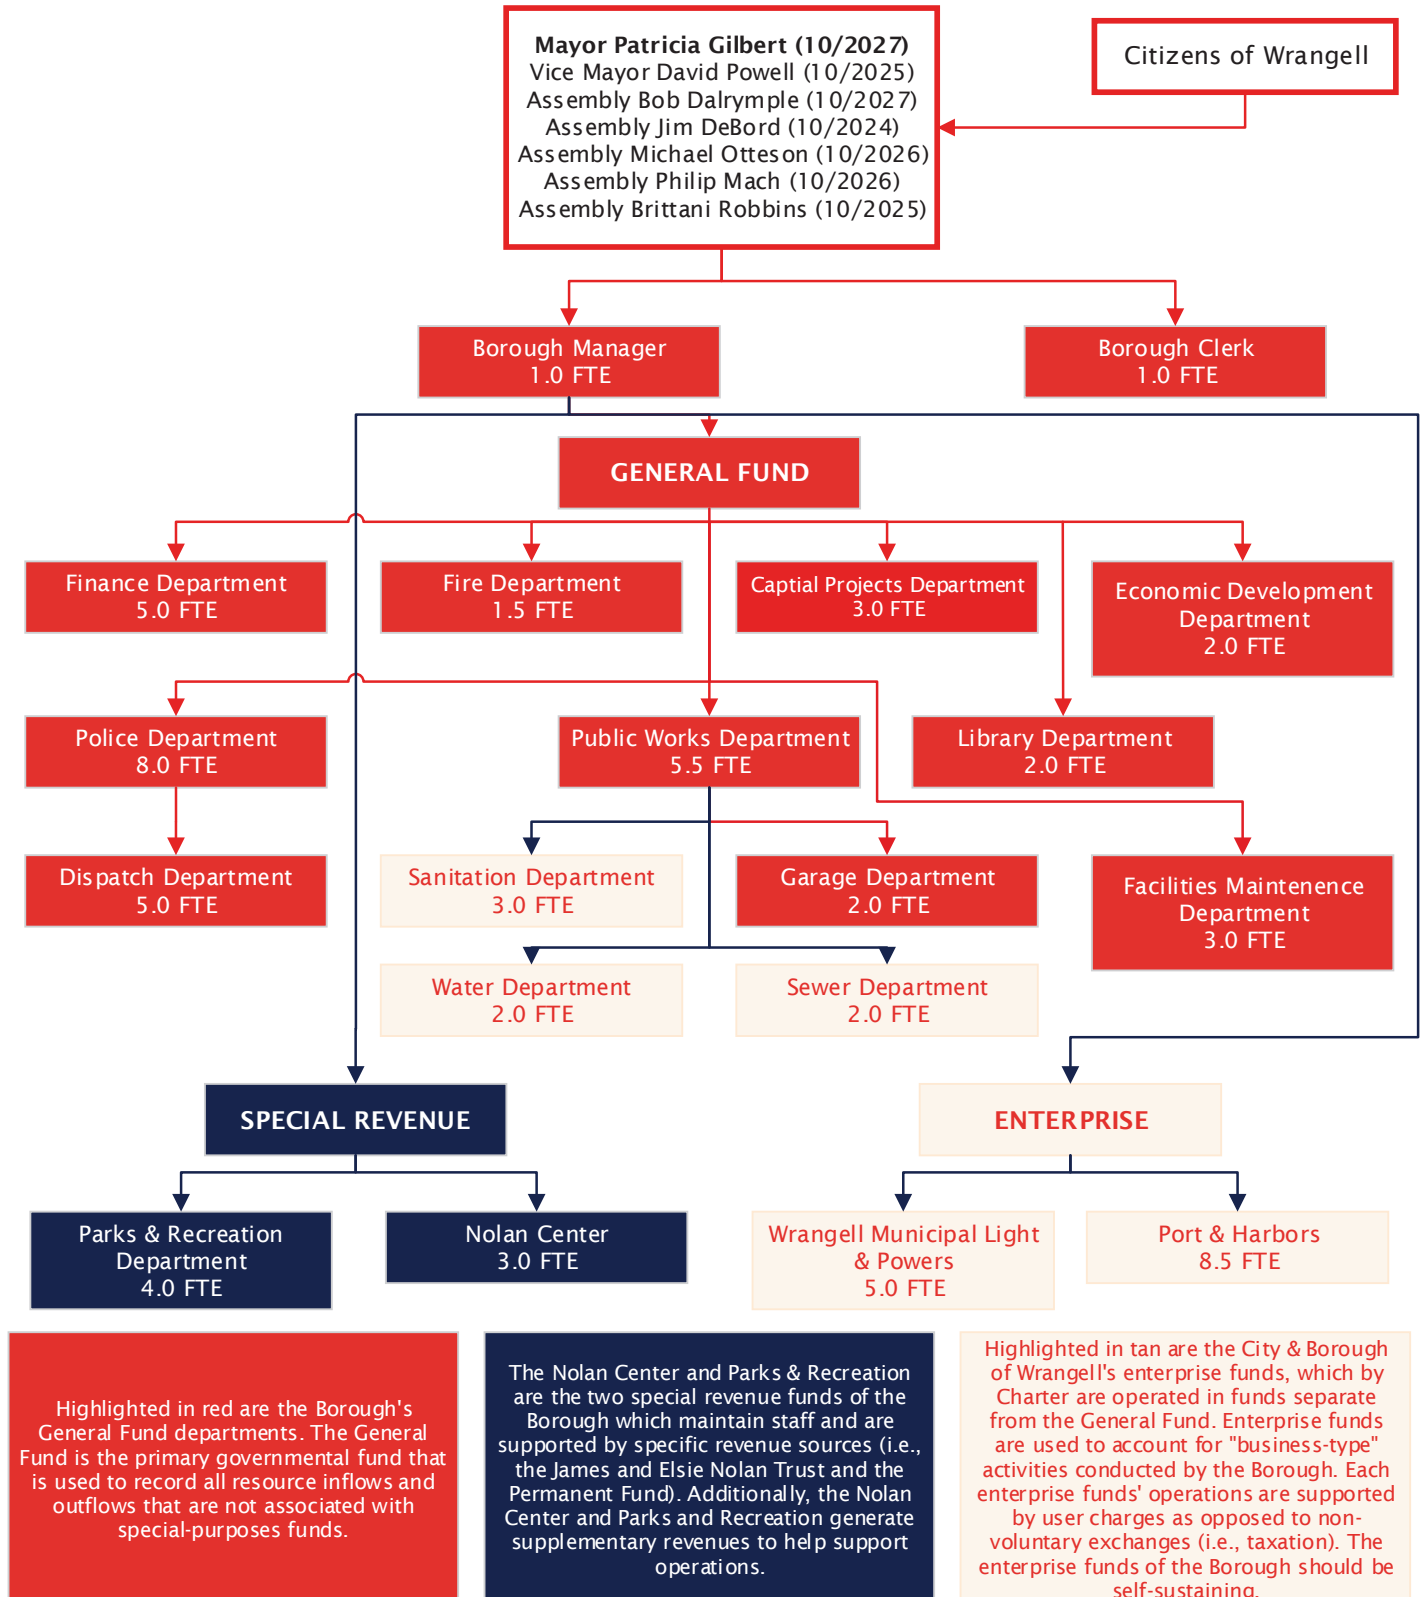 Mayor Patricia Gilbert (10/2027)
Vice Mayor David Powell (10/2025)
Assembly Bob Dalrymple (10/2027)
Assembly Jim DeBord (10/2024)
Assembly Michael Otteson (10/2026)
Assembly Philip Mach (10/2026)
Assembly Brittani Robbins (10/2025)
Citizens of Wrangell
Borough Manager
1.0 FTE
Borough Clerk
1.0 FTE
GENERAL FUND
Finance Department
5.0 FTE
Fire Department
1.5 FTE
Captial Projects Department
3.0 FTE
Economic Development
Department
2.0 FTE
Police Department
8.0 FTE
Public Works Department
5.5 FTE
Library Department
2.0 FTE
Dispatch Department
5.0 FTE
Sanitation Department
3.0 FTE
Garage Department
2.0 FTE
Facilities Maintenence
Department
3.0 FTE
Water Department
2.0 FTE
Sewer Department
2.0 FTE
SPECIAL REVENUE
ENTERPRISE
Parks & Recreation
Department
4.0 FTE
Nolan Center
3.0 FTE
Wrangell Municipal Light
& Powers
5.0 FTE
Port & Harbors
8.5 FTE
Highlighted in red are the Borough's
General Fund departments. The General
Fund is the primary governmental fund that
is used to record all resource inflows and
outflows that are not associated with
special-purposes funds.
The Nolan Center and Parks & Recreation
are the two special revenue funds of the
Borough which maintain staff and are
supported by specific revenue sources (i.e.,
the James and Elsie Nolan Trust and the
Permanent Fund). Additionally, the Nolan
Center and Parks and Recreation generate
supplementary revenues to help support
operations.
Highlighted in tan are the City & Borough
of Wrangell's enterprise funds, which by
Charter are operated in funds separate
from the General Fund. Enterprise funds
are used to account for "business-type"
activities conducted by the Borough. Each
enterprise funds' operations are supported
by user charges as opposed to non-
voluntary exchanges (i.e., taxation). The
enterprise funds of the Borough should be
self-sustaining.